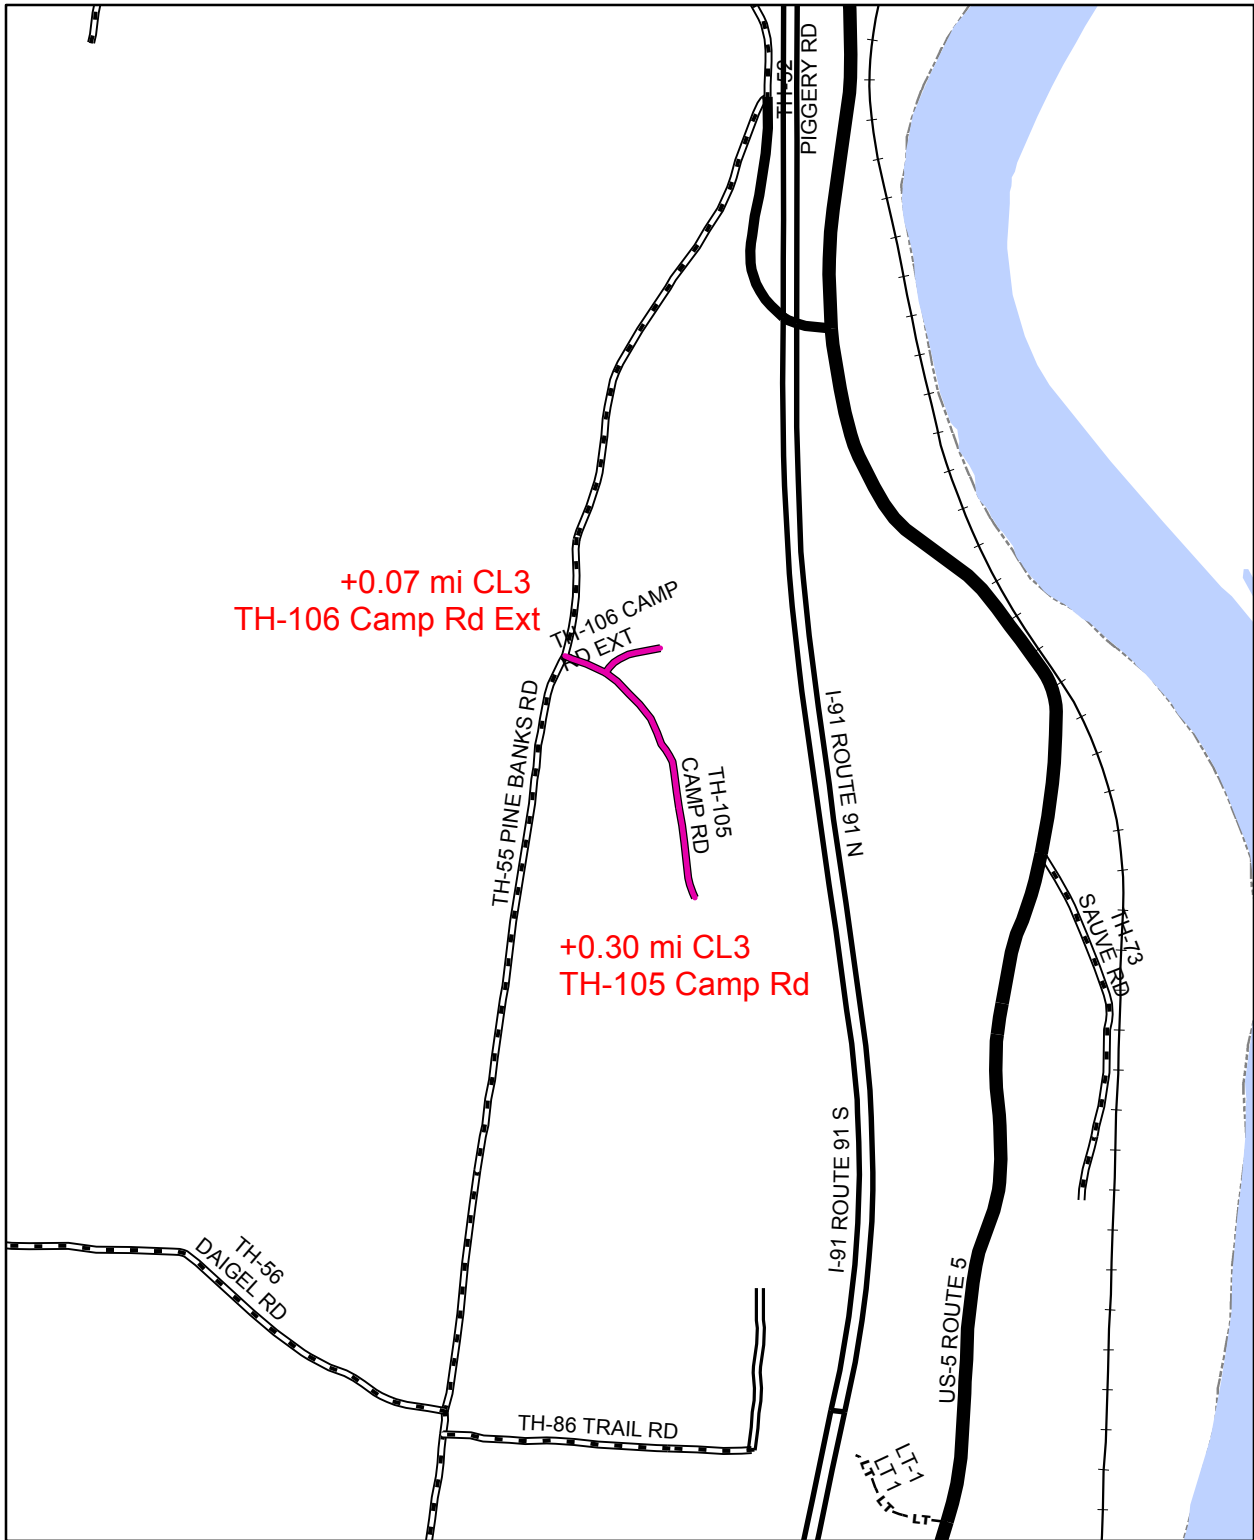 TH-52
PIGGERY RD
+0.07 mi CL3
TH-106 Camp Rd Ext
TH-106 CAMP
RD EXT
TH-55 PINE BANKS RD
I-91 ROUTE 91 N
TH-105
CAMP RD
+0.30 mi CL3
TH-105 Camp Rd
TH-73
SAUVE RD
I-91 ROUTE 91 S
TH-56
DAIGEL RD
US-5 ROUTE 5
TH-86 TRAIL RD
LT-1
LT 1
LT
LT
LT